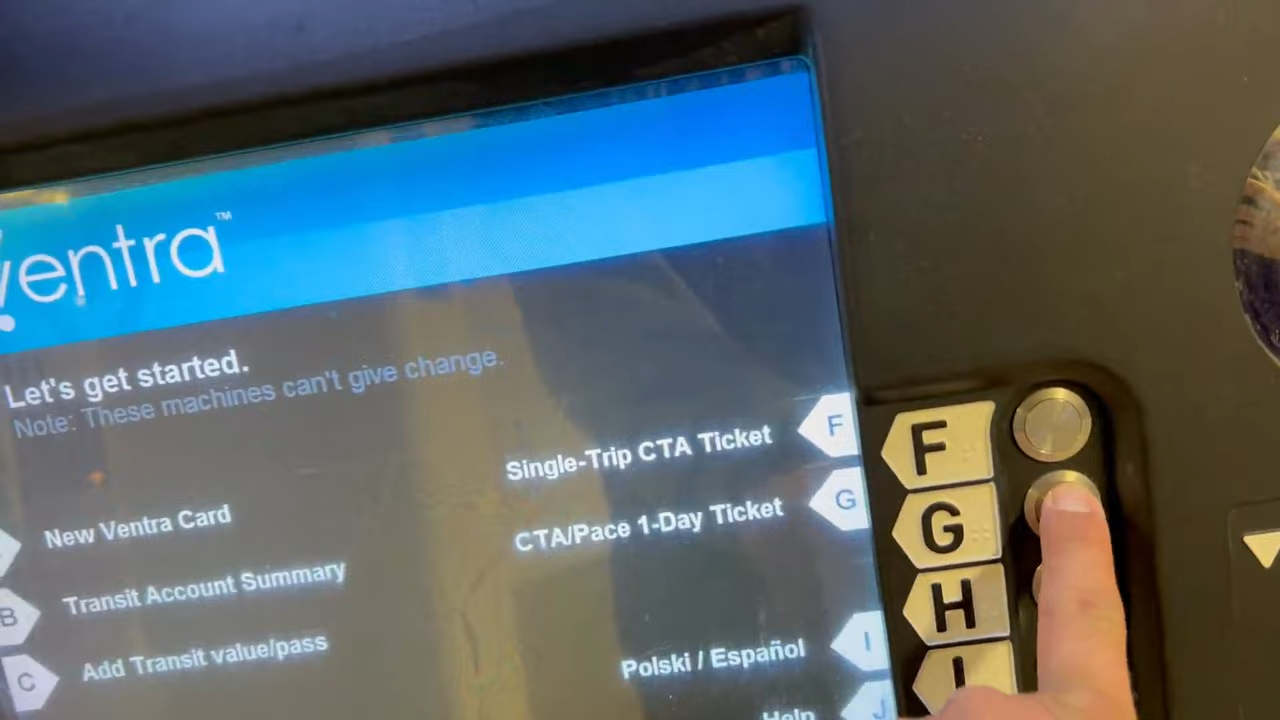 ventra™
Let's get started.
Note: These machines can't give change.
Single-Trip CTA Ticket F
CTA/Pace 1-Day Ticket G
New Ventra Card
B Transit Account Summary
C Add Transit value/pass
Polski / Español I
Help J
F
G
H
I